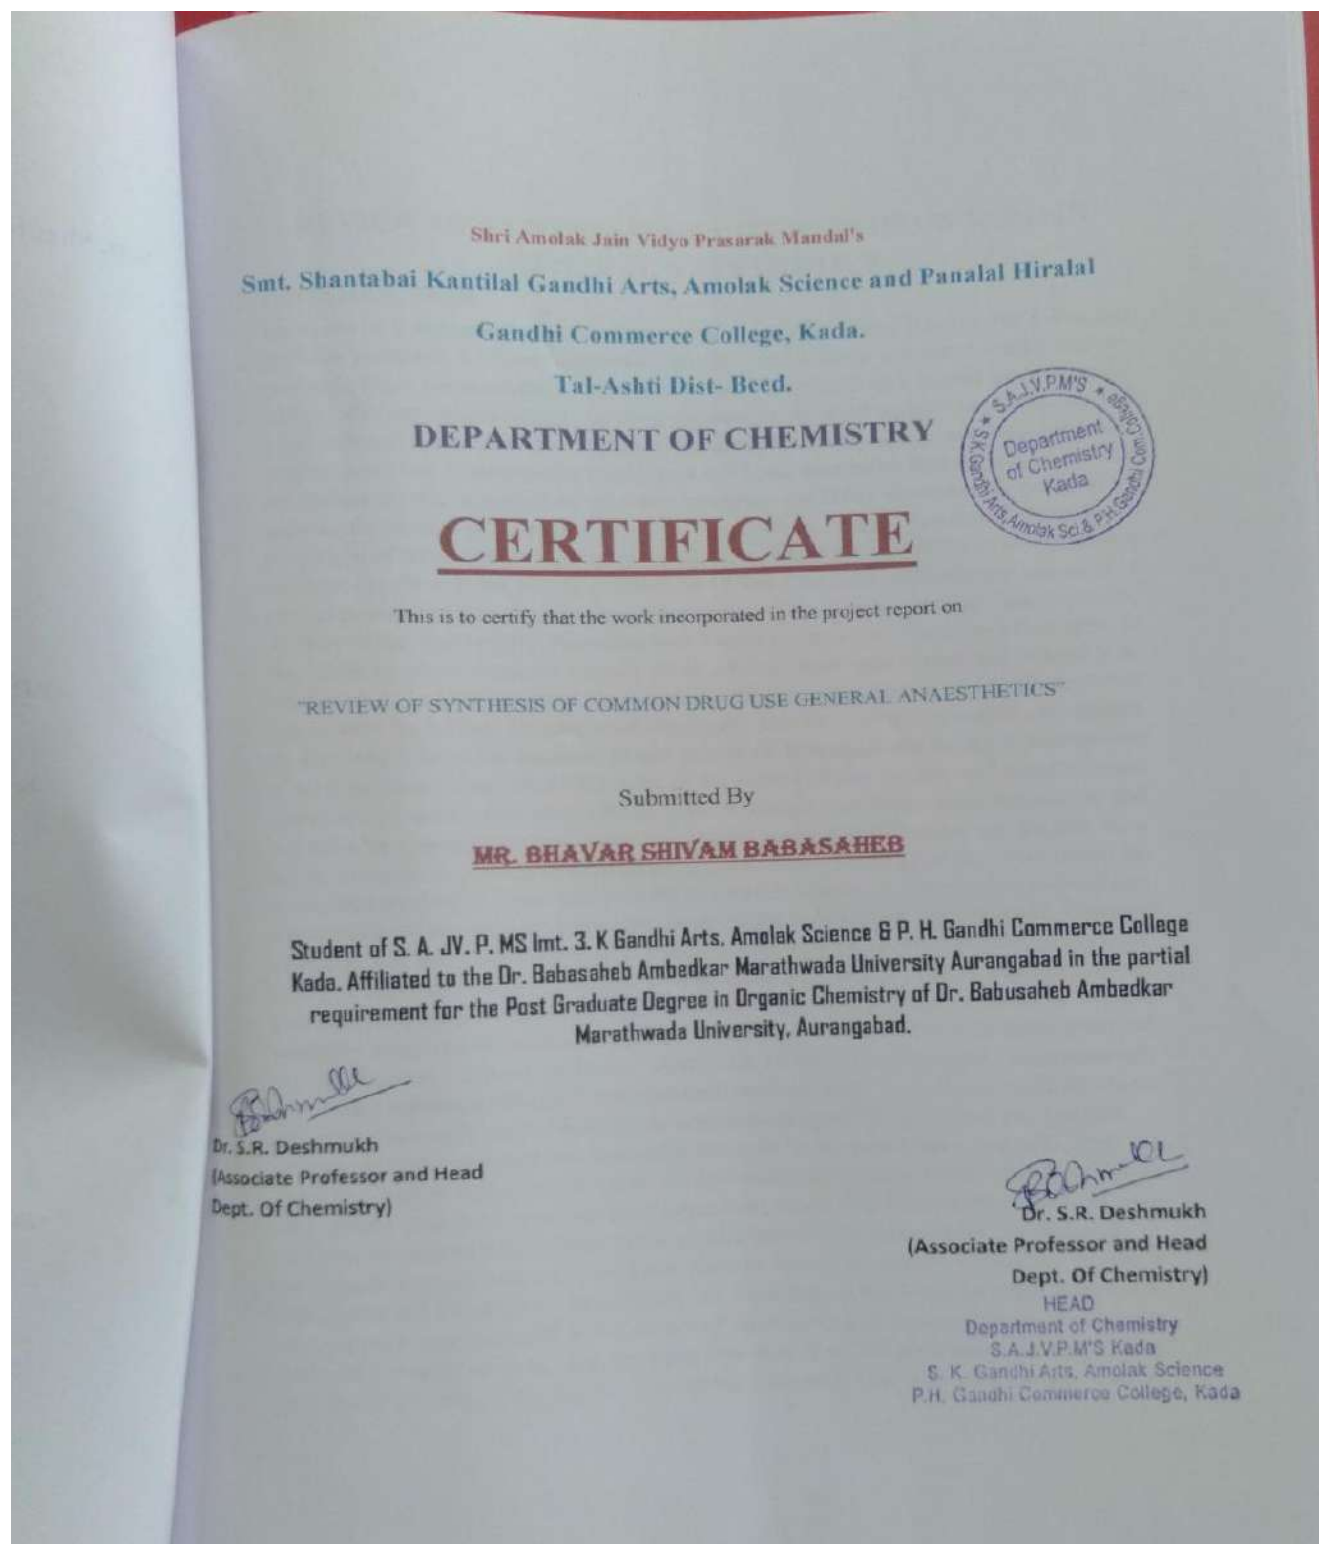 Shri Amolak Jain Vidya Prasarak Mandal's
Smt. Shantabai Kantilal Gandhi Arts, Amolak Science and Panalal Hiralal
Gandhi Commerce College, Kada.
Tal-Ashti Dist- Beed.
DEPARTMENT OF CHEMISTRY
★ S.A.J.V.P.M'S ★
S.K.Gandhi Arts, Amolak Sci.& P.H.Gandhi Com.College
Department
of Chemistry
Kada
CERTIFICATE
This is to certify that the work incorporated in the project report on
"REVIEW OF SYNTHESIS OF COMMON DRUG USE GENERAL ANAESTHETICS"
Submitted By
MR. BHAVAR SHIVAM BABASAHEB
Student of S. A. JV. P. MS Imt. 3. K Gandhi Arts, Amolak Science & P. H. Gandhi Commerce College
Kada. Affiliated to the Dr. Babasaheb Ambedkar Marathwada University Aurangabad in the partial
requirement for the Post Graduate Degree in Organic Chemistry of Dr. Babusaheb Ambedkar
Marathwada University, Aurangabad.
Dr. S.R. Deshmukh
(Associate Professor and Head
Dept. Of Chemistry)
Dr. S.R. Deshmukh
(Associate Professor and Head
Dept. Of Chemistry)
HEAD
Department of Chemistry
S.A.J.V.P.M'S Kada
S. K. Gandhi Arts, Amolak Science
P.H. Gandhi Commerce College, Kada